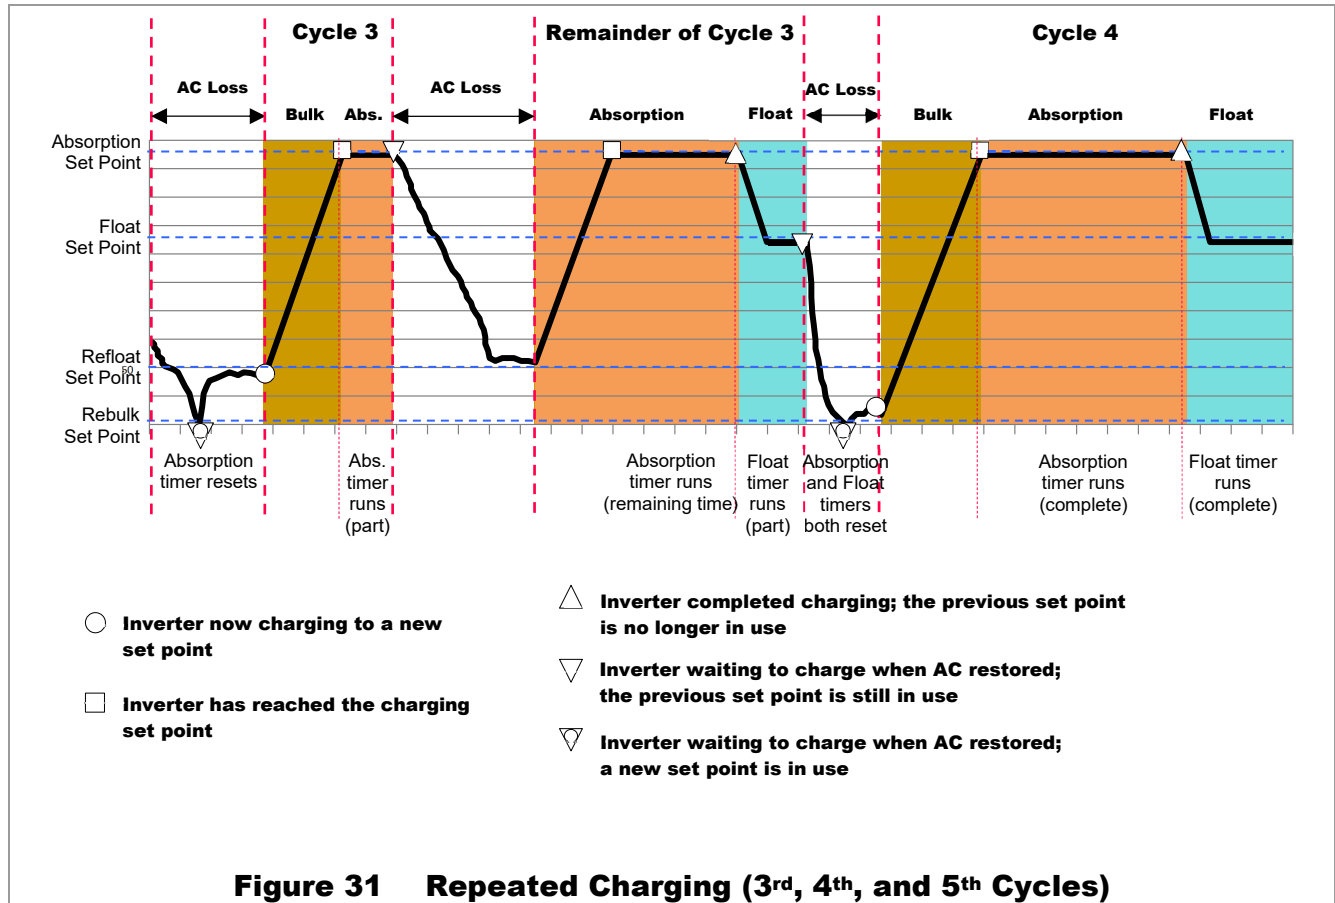 Cycle 3
Remainder of Cycle 3
Cycle 4
AC Loss
AC Loss
AC Loss
Bulk
Abs.
Absorption
Float
Bulk
Absorption
Float
Absorption
Set Point
Float
Set Point
Refloat
Set Point
60
Rebulk
Set Point
Absorption
timer resets
Abs.
timer
runs
(part)
Absorption
timer runs
(remaining time)
Float
timer
runs
(part)
Absorption
and Float
timers
both reset
Absorption
timer runs
(complete)
Float timer
runs
(complete)
Inverter now charging to a new
set point
Inverter has reached the charging
set point
Inverter completed charging; the previous set point
is no longer in use
Inverter waiting to charge when AC restored;
the previous set point is still in use
Inverter waiting to charge when AC restored;
a new set point is in use
Figure 31 Repeated Charging (3rd, 4th, and 5th Cycles)